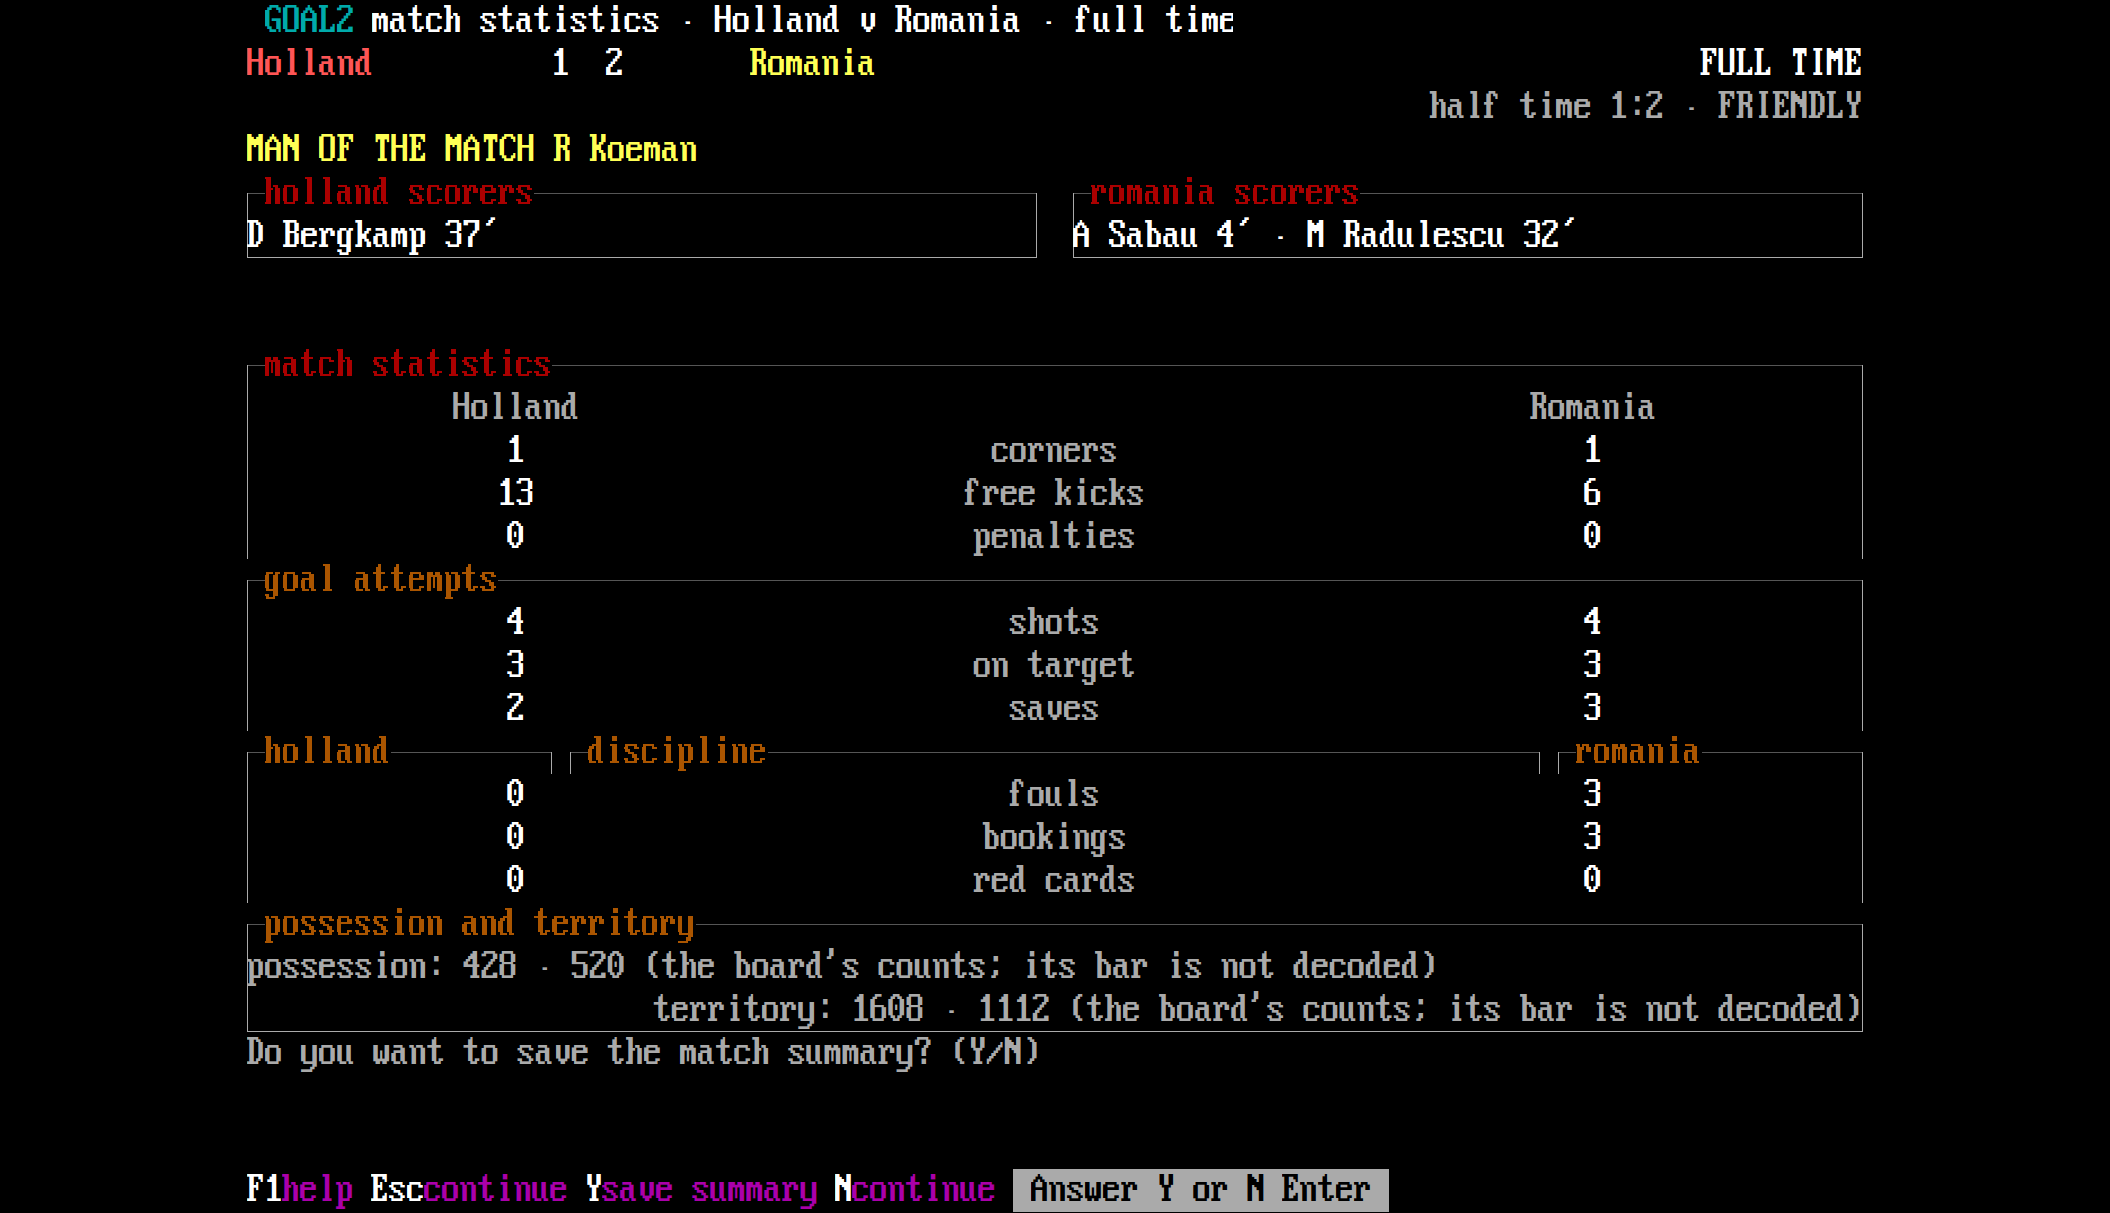 GOAL2 match statistics · Holland v Romania · full time
Holland 1 2 Romania FULL TIME
half time 1:2 · FRIENDLY
MAN OF THE MATCH R Koeman
holland scorers romania scorers
D Bergkamp 37´ A Sabau 4´ · M Radulescu 32´
match statistics
Holland Romania
1 corners 1
13 free kicks 6
0 penalties 0
goal attempts
4 shots 4
3 on target 3
2 saves 3
holland discipline romania
0 fouls 3
0 bookings 3
0 red cards 0
possession and territory
possession: 428 · 520 (the board's counts; its bar is not decoded)
territory: 1608 · 1112 (the board's counts; its bar is not decoded)
Do you want to save the match summary? (Y/N)
F1help Esccontinue Ysave summary Ncontinue Answer Y or N Enter